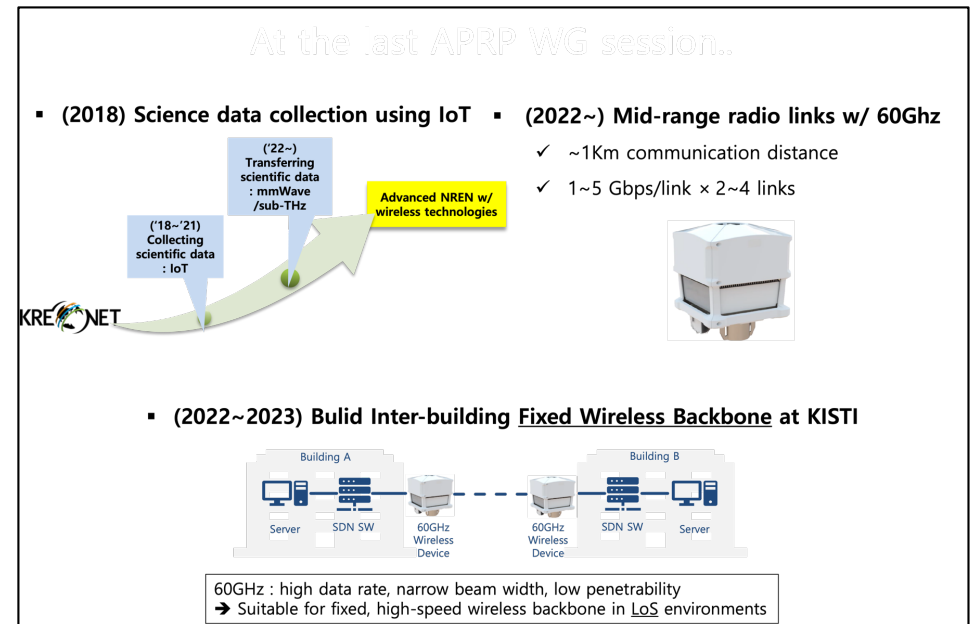 At the last APRP WG session..
▪ (2018) Science data collection using IoT
('22~)
Transferring
scientific data
: mmWave
/sub-THz
Advanced NREN w/
wireless technologies
('18~'21)
Collecting
scientific data
: IoT
KREONET
▪ (2022~) Mid-range radio links w/ 60Ghz
✓ ~1Km communication distance
✓ 1~5 Gbps/link × 2~4 links
▪ (2022~2023) Bulid Inter-building Fixed Wireless Backbone at KISTI
Building A
Building B
Server
SDN SW
60GHz
Wireless
Device
60GHz
Wireless
Device
SDN SW
Server
60GHz : high data rate, narrow beam width, low penetrability
➔ Suitable for fixed, high-speed wireless backbone in LoS environments